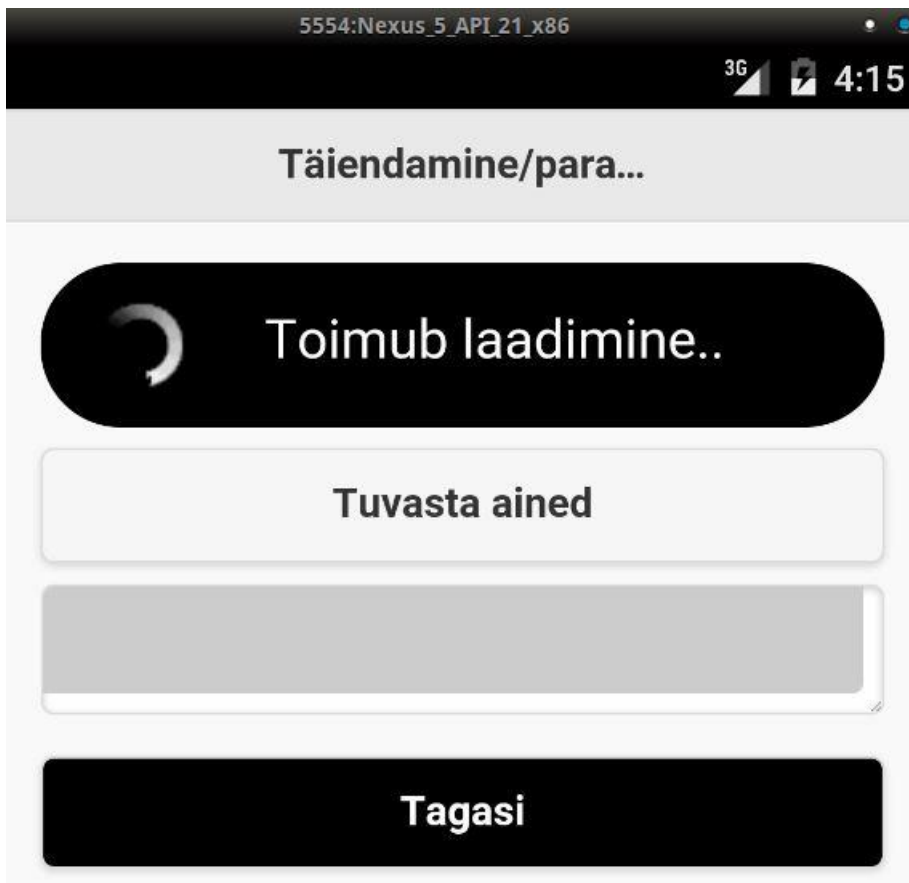 5554:Nexus_5_API_21_x86
3G 4:15
Täiendamine/para...
Toimub laadimine..
Tuvasta ained
Tagasi